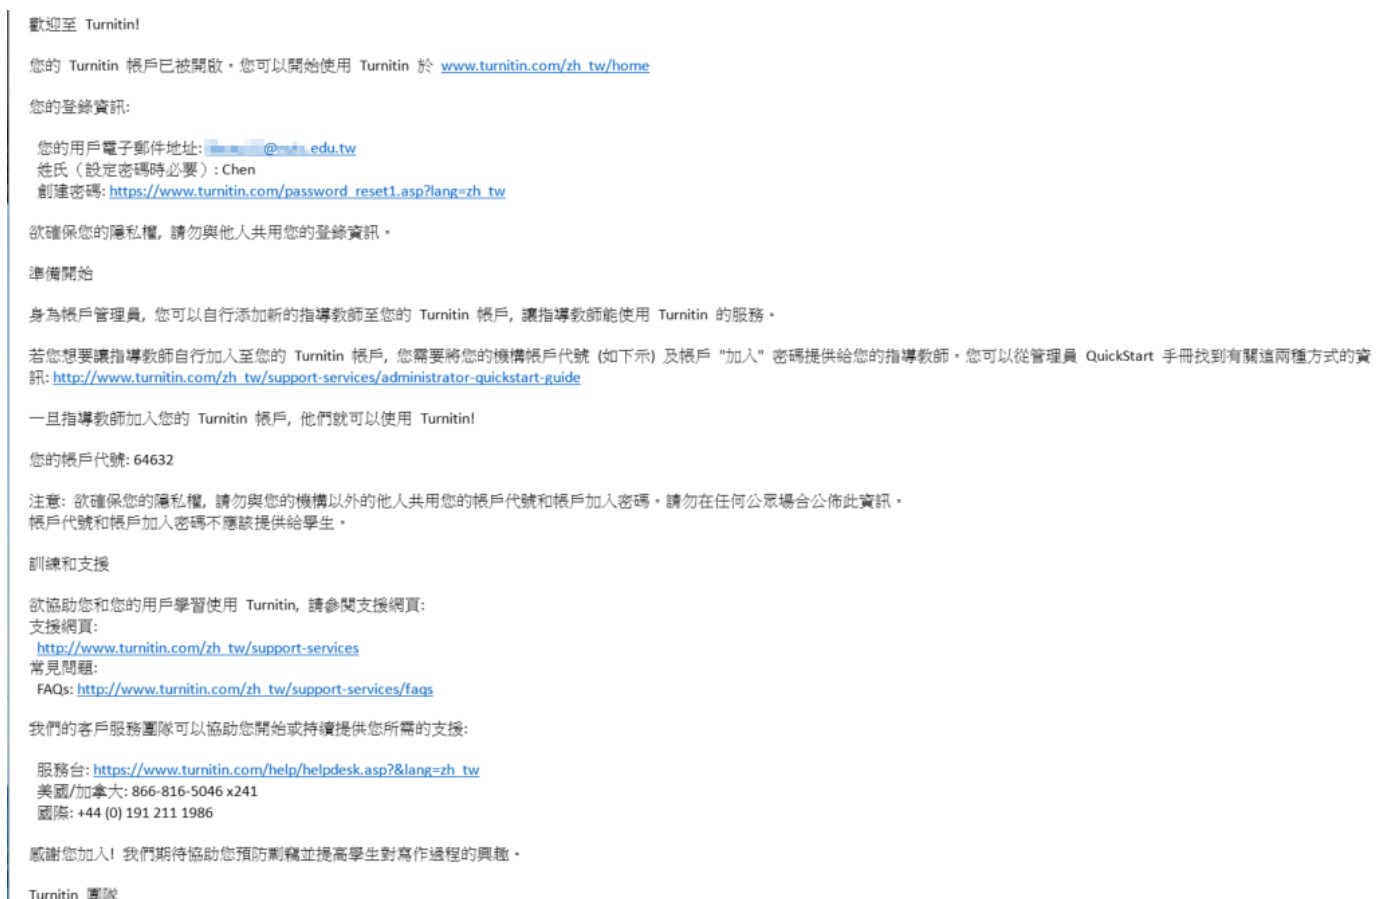 歡迎至 Turnitin!
您的 Turnitin 帳戶已被開啟。您可以開始使用 Turnitin 於 www.turnitin.com/zh_tw/home
您的登錄資訊:
您的用戶電子郵件地址: @ .edu.tw
姓氏（設定密碼時必要）: Chen
創建密碼: https://www.turnitin.com/password_reset1.asp?lang=zh_tw
欲確保您的隱私權, 請勿與他人共用您的登錄資訊。
準備開始
身為帳戶管理員, 您可以自行添加新的指導教師至您的 Turnitin 帳戶, 讓指導教師能使用 Turnitin 的服務。
若您想要讓指導教師自行加入至您的 Turnitin 帳戶, 您需要將您的機構帳戶代號 (如下示) 及帳戶 "加入" 密碼提供給您的指導教師。您可以從管理員 QuickStart 手冊找到有關這兩種方式的資
訊: http://www.turnitin.com/zh_tw/support-services/administrator-quickstart-guide
一旦指導教師加入您的 Turnitin 帳戶, 他們就可以使用 Turnitin!
您的帳戶代號: 64632
注意: 欲確保您的隱私權, 請勿與您的機構以外的他人共用您的帳戶代號和帳戶加入密碼。請勿在任何公眾場合公佈此資訊。
帳戶代號和帳戶加入密碼不應該提供給學生。
訓練和支援
欲協助您和您的用戶學習使用 Turnitin, 請參閱支援網頁:
支援網頁:
http://www.turnitin.com/zh_tw/support-services
常見問題:
FAQs: http://www.turnitin.com/zh_tw/support-services/faqs
我們的客戶服務團隊可以協助您開始或持續提供您所需的支援:
服務台: https://www.turnitin.com/help/helpdesk.asp?&lang=zh_tw
美國/加拿大: 866-816-5046 x241
國際: +44 (0) 191 211 1986
感謝您加入! 我們期待協助您預防剽竊並提高學生對寫作過程的興趣。
Turnitin 團隊